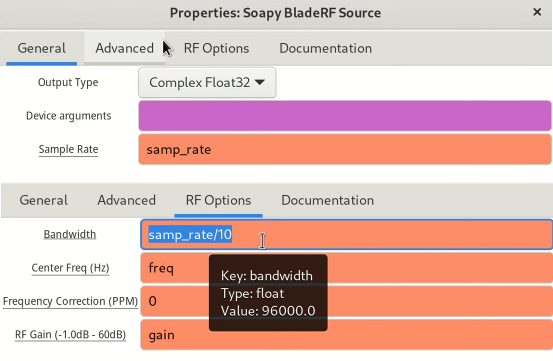 Properties: Soapy BladeRF Source
×
General Advanced RF Options Documentation
Output Type Complex Float32
Device arguments
Sample Rate samp_rate
General Advanced RF Options Documentation
Bandwidth samp_rate/10
Center Freq (Hz) freq
Key: bandwidth
Type: float
Value: 96000.0
Frequency Correction (PPM) 0
RF Gain (-1.0dB - 60dB) gain